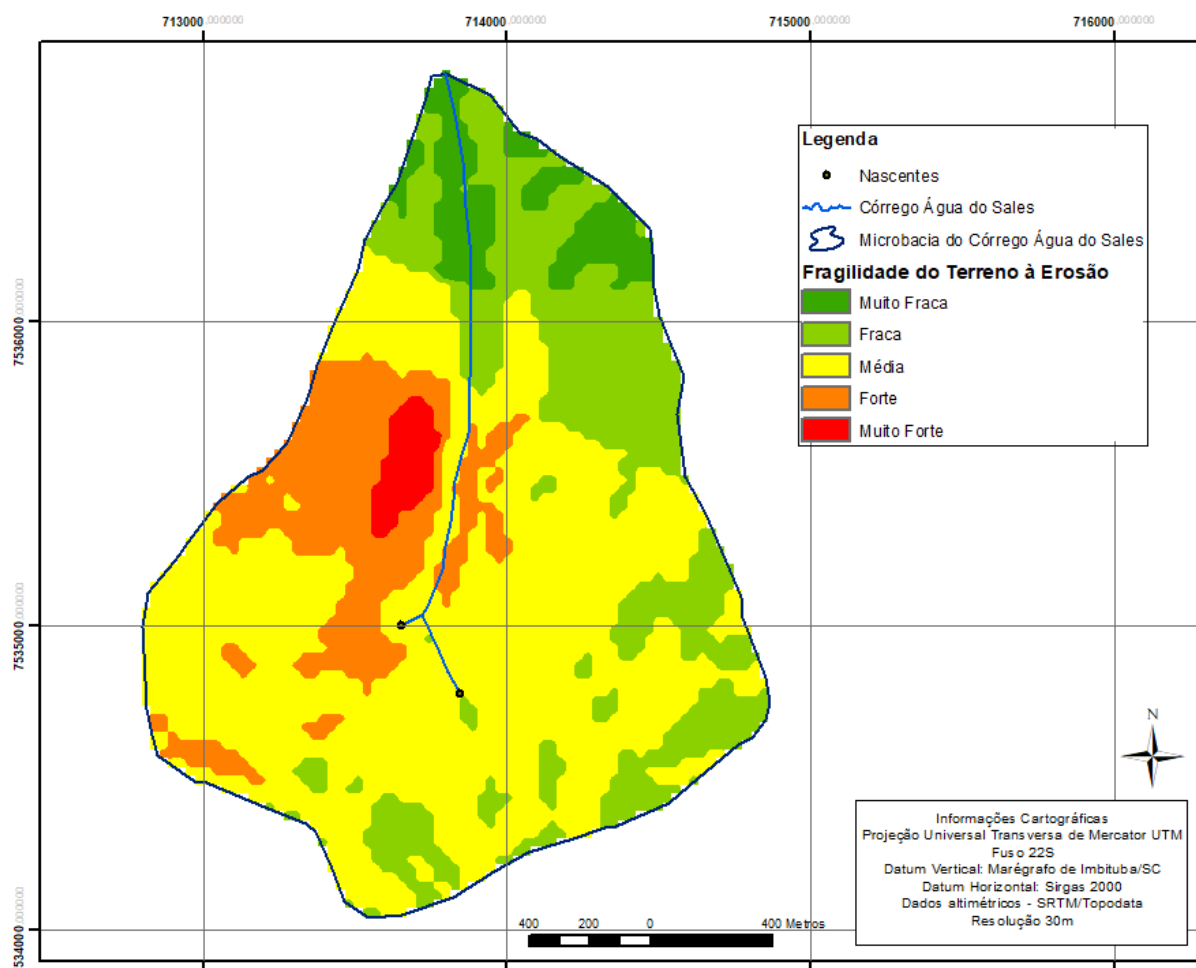 713000,000000 714000,000000 715000,000000 716000,000000
7536000,000000
7535000,000000
534000,000000
Legenda
Nascentes
Córrego Água do Sales
Microbacia do Córrego Água do Sales
Fragilidade do Terreno à Erosão
Muito Fraca
Fraca
Média
Forte
Muito Forte
N
Informações Cartográficas
Projeção Universal Transversa de Mercator UTM
Fuso 22S
Datum Vertical: Marégrafo de Imbituba/SC
Datum Horizontal: Sirgas 2000
Dados altimétricos - SRTM/Topodata
Resolução 30m
400 200 0 400 Metros